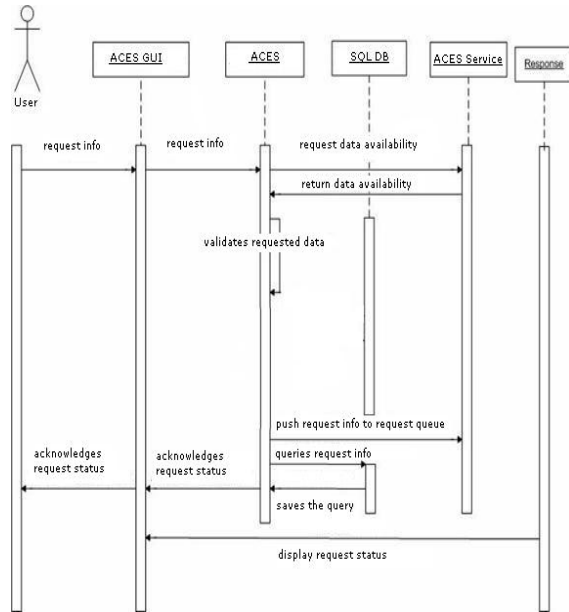 ACES GUI
ACES
SQL DB
ACES Service
Response
User
request info
request info
request data availability
return data availability
validates requested data
push request info to request queue
acknowledges
request status
acknowledges
request status
queries request info
saves the query
display request status